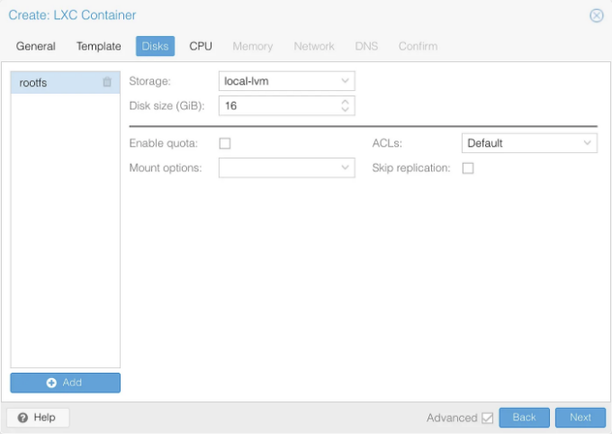 Create: LXC Container
General Template Disks CPU Memory Network DNS Confirm
rootfs
Storage: local-lvm
Disk size (GiB): 16
Enable quota: ACLs: Default
Mount options: Skip replication:
Add
Help Advanced Back Next